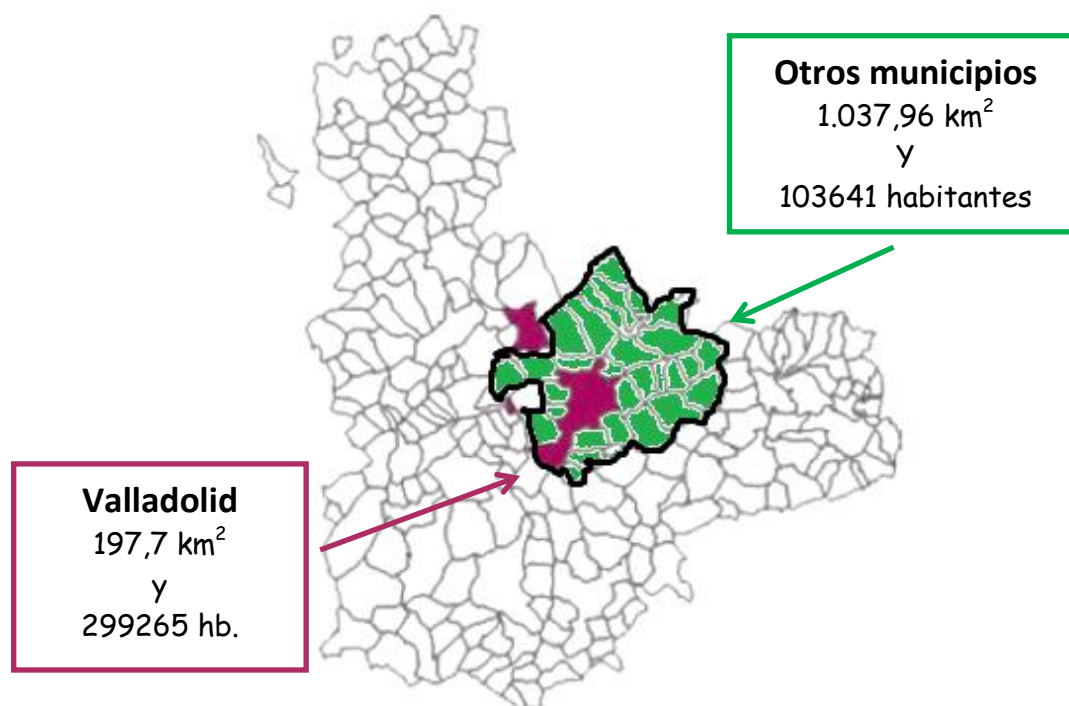 Otros municipios
1.037,96 km²
Y
103641 habitantes
Valladolid
197,7 km²
y
299265 hb.